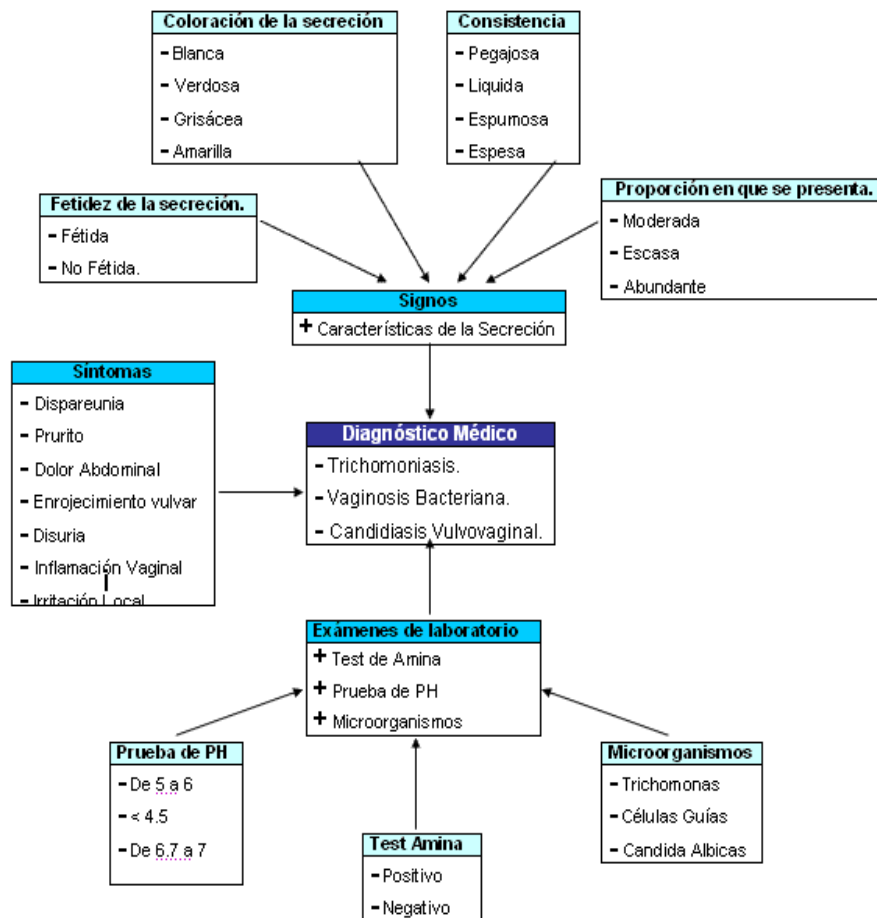 Coloración de la secreción
- Blanca
- Verdosa
- Grisácea
- Amarilla
Consistencia
- Pegajosa
- Liquida
- Espumosa
- Espesa
Fetidez de la secreción.
- Fétida
- No Fétida.
Proporción en que se presenta.
- Moderada
- Escasa
- Abundante
Signos
+ Características de la Secreción
Síntomas
- Dispareunia
- Prurito
- Dolor Abdominal
- Enrojecimiento vulvar
- Disuria
- Inflamación Vaginal
- Irritación Local
Diagnóstico Médico
- Trichomoniasis.
- Vaginosis Bacteriana.
- Candidiasis Vulvovaginal.
Exámenes de laboratorio
+ Test de Amina
+ Prueba de PH
+ Microorganismos
Prueba de PH
- De 5 a 6
- < 4.5
- De 6.7 a 7
Test Amina
- Positivo
- Negativo
Microorganismos
- Trichomonas
- Células Guías
- Candida Albicas